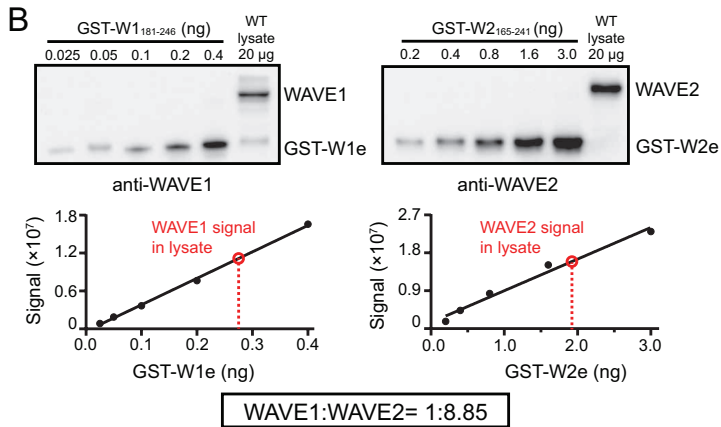 B
GST-W1181-246 (ng)
WT
lysate
0.025 0.05 0.1 0.2 0.4 20 µg
WAVE1
GST-W1e
anti-WAVE1
GST-W2165-241 (ng)
WT
lysate
0.2 0.4 0.8 1.6 3.0 20 µg
WAVE2
GST-W2e
anti-WAVE2
Signal (×10⁷)
1.8
1.2
0.6
0
WAVE1 signal
in lysate
0.0 0.1 0.2 0.3 0.4
GST-W1e (ng)
Signal (×10⁷)
2.7
1.8
0.9
0
WAVE2 signal
in lysate
0.0 1.0 2.0 3.0
GST-W2e (ng)
WAVE1:WAVE2= 1:8.85